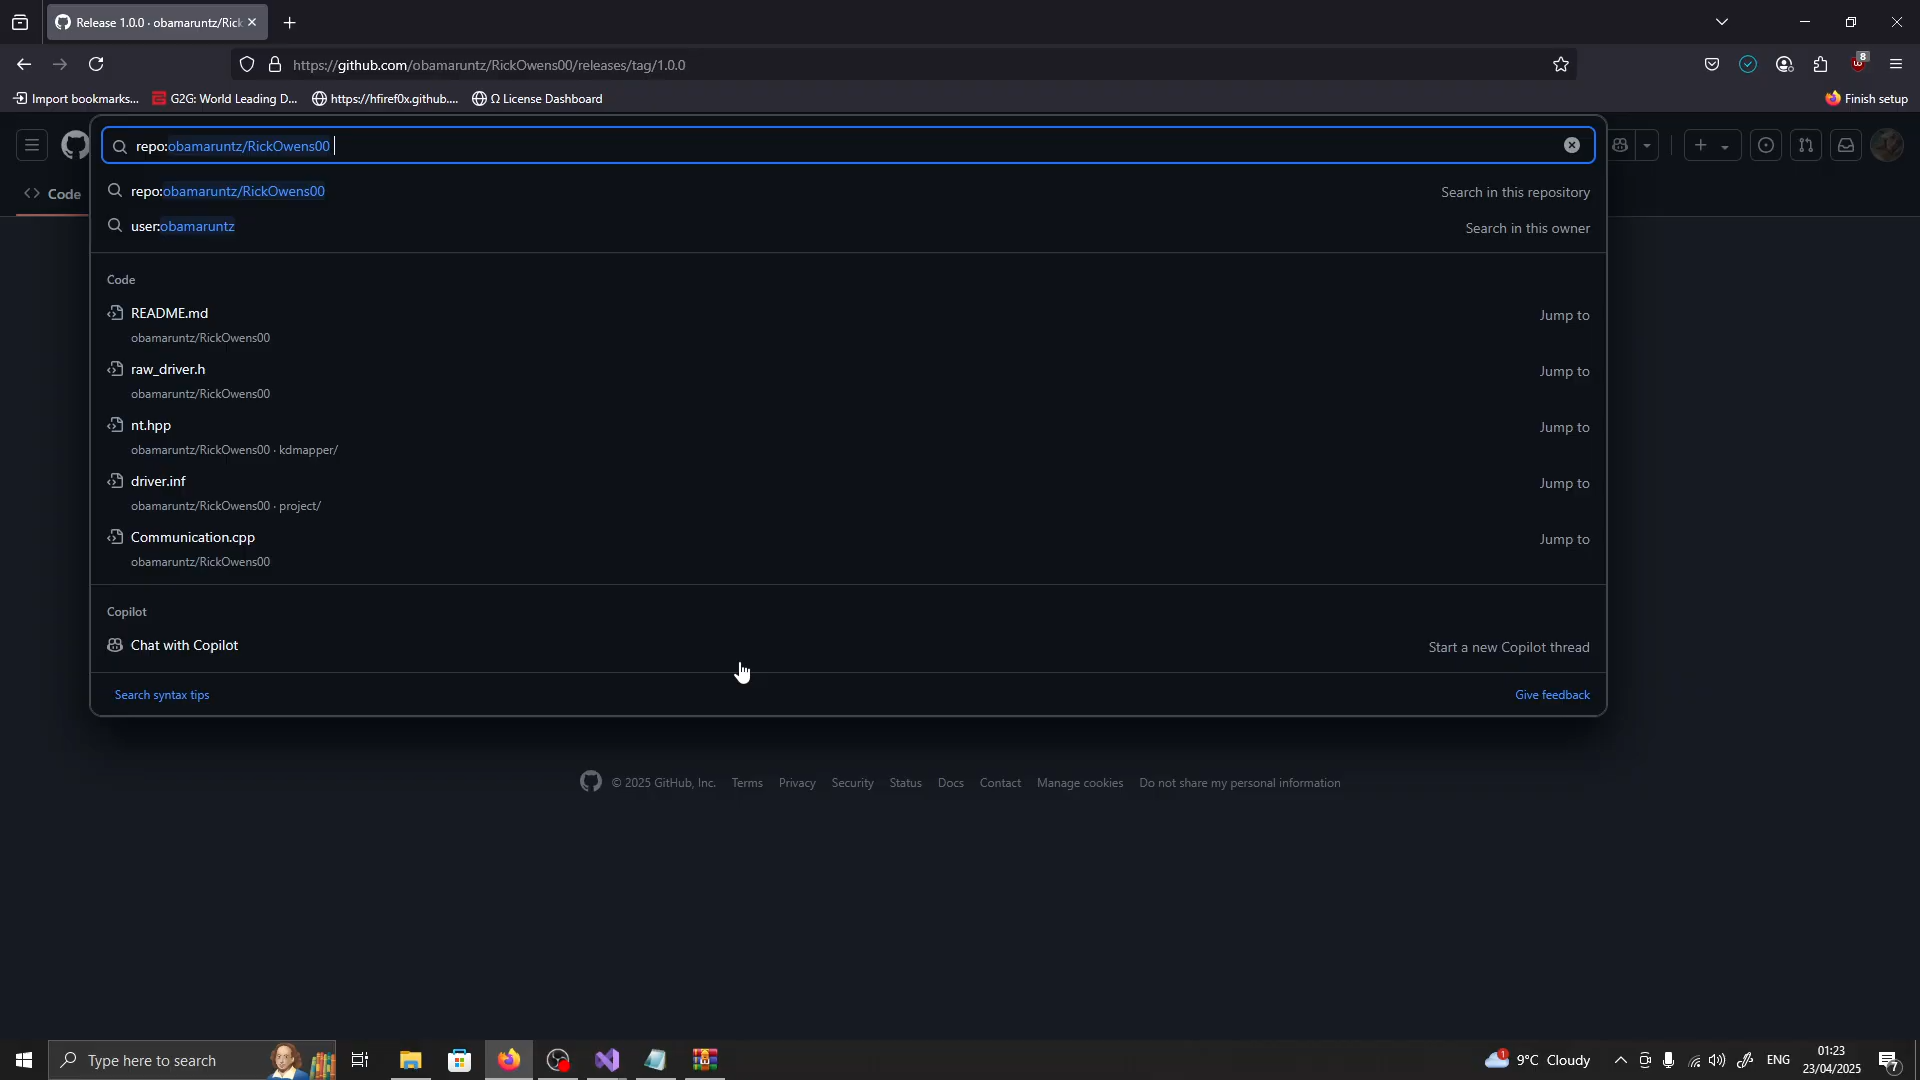 Release 1.0.0 · obamaruntz/Rick
https://github.com/obamaruntz/RickOwens00/releases/tag/1.0.0
8
Import bookmarks...
G2G: World Leading D...
https://hfiref0x.github....
Ω License Dashboard
Finish setup
repo:obamaruntz/RickOwens00
Code
repo:obamaruntz/RickOwens00
Search in this repository
user:obamaruntz
Search in this owner
Code
README.md
Jump to
obamaruntz/RickOwens00
raw_driver.h
Jump to
obamaruntz/RickOwens00
nt.hpp
Jump to
obamaruntz/RickOwens00 · kdmapper/
driver.inf
Jump to
obamaruntz/RickOwens00 · project/
Communication.cpp
Jump to
obamaruntz/RickOwens00
Copilot
Chat with Copilot
Start a new Copilot thread
Search syntax tips
Give feedback
© 2025 GitHub, Inc. Terms Privacy Security Status Docs Contact Manage cookies Do not share my personal information
Type here to search
1
9°C Cloudy
ENG
01:23
23/04/2025
7